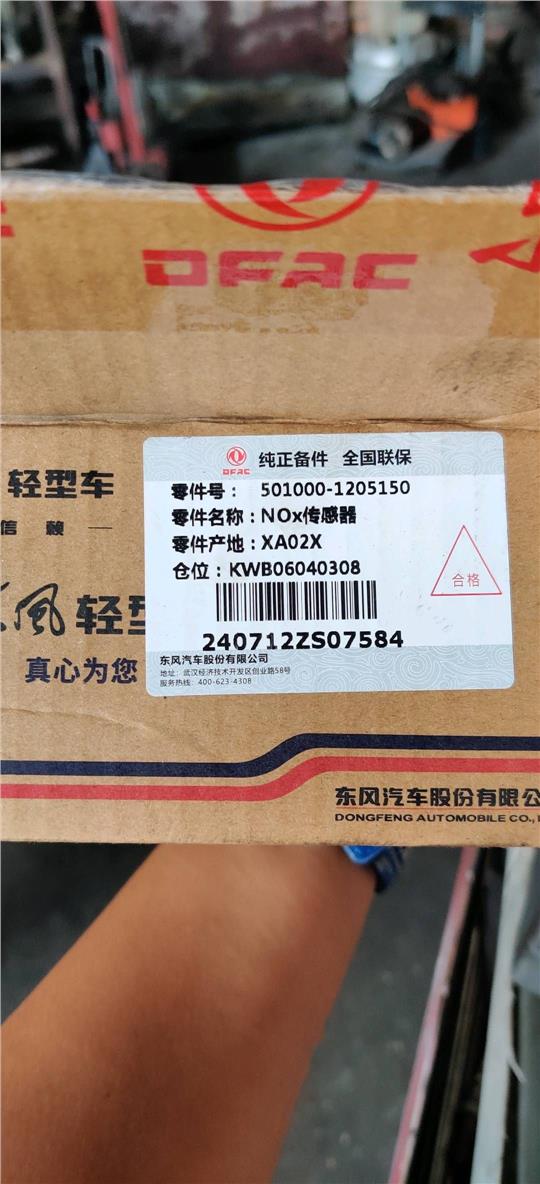 DFAC
轻型车
信赖
DFAC 纯正备件 全国联保
零件号： 501000-1205150
零件名称：NOx传感器
零件产地：XA02X
仓位：KWB06040308
合格
240712ZS07584
东风汽车股份有限公司
地址：武汉经济技术开发区创业路58号
服务热线：400-623-4308
风轻型
真心为您
东风汽车股份有限公
DONGFENG AUTOMOBILE CO.,